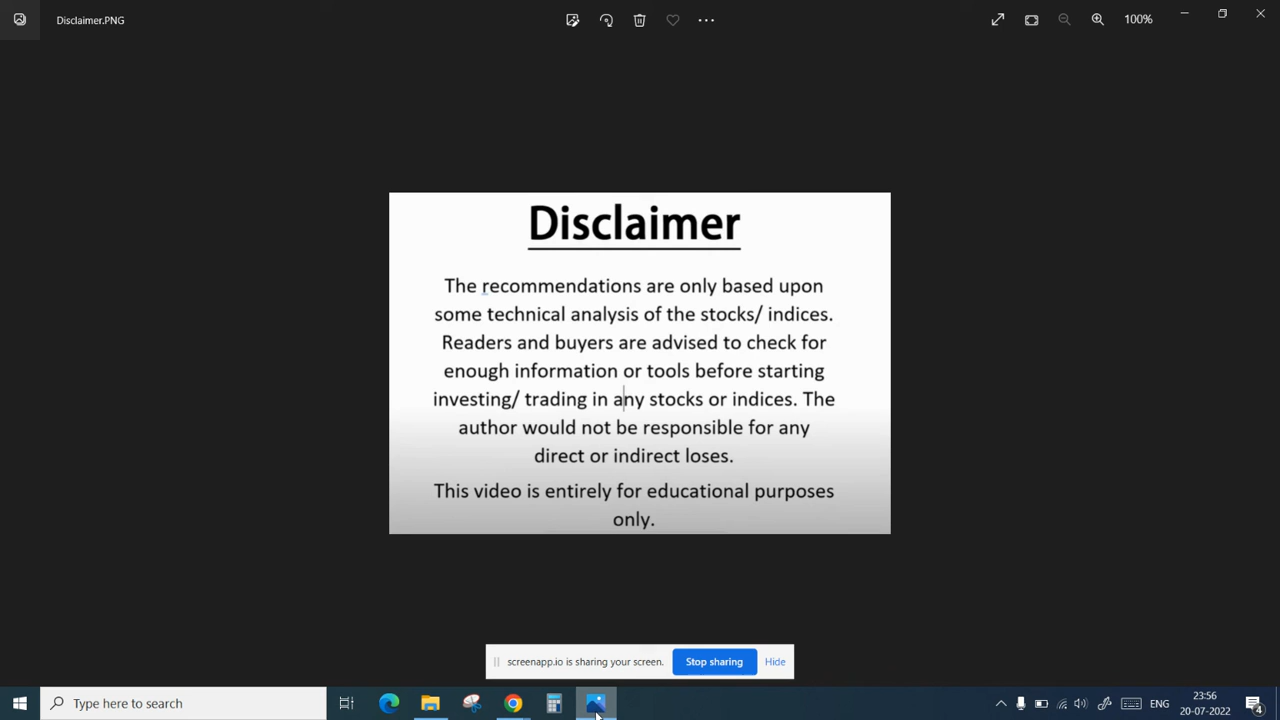 Disclaimer.PNG
100%
Disclaimer
The recommendations are only based upon
some technical analysis of the stocks/ indices.
Readers and buyers are advised to check for
enough information or tools before starting
investing/ trading in any stocks or indices. The
author would not be responsible for any
direct or indirect loses.
This video is entirely for educational purposes
only.
screenapp.io is sharing your screen.
Stop sharing
Hide
Type here to search
ENG
23:56
20-07-2022
4